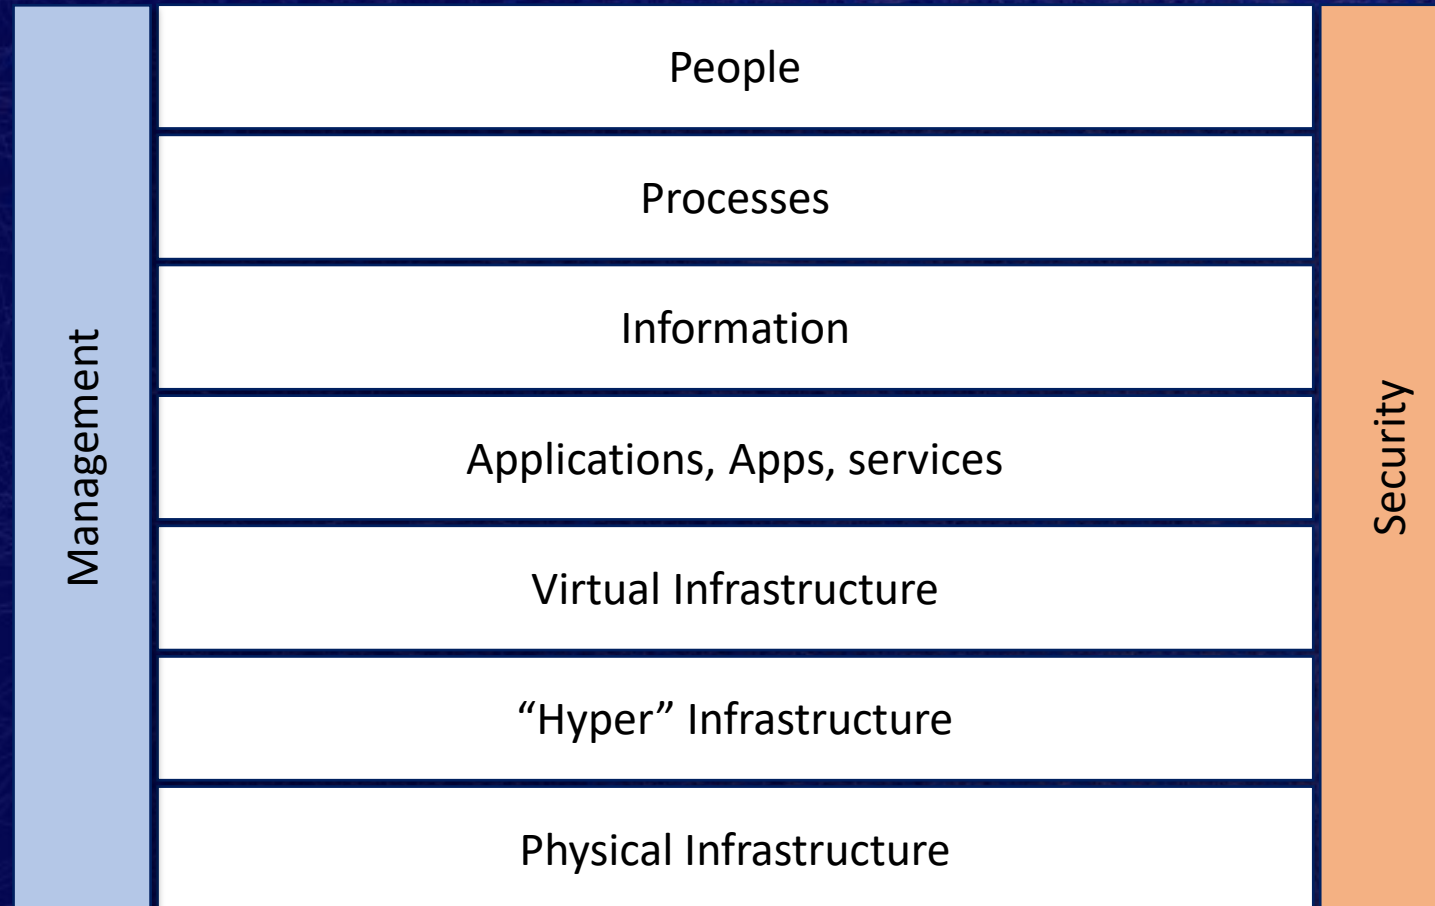 Management
People
Processes
Information
Applications, Apps, services
Virtual Infrastructure
“Hyper” Infrastructure
Physical Infrastructure
Security